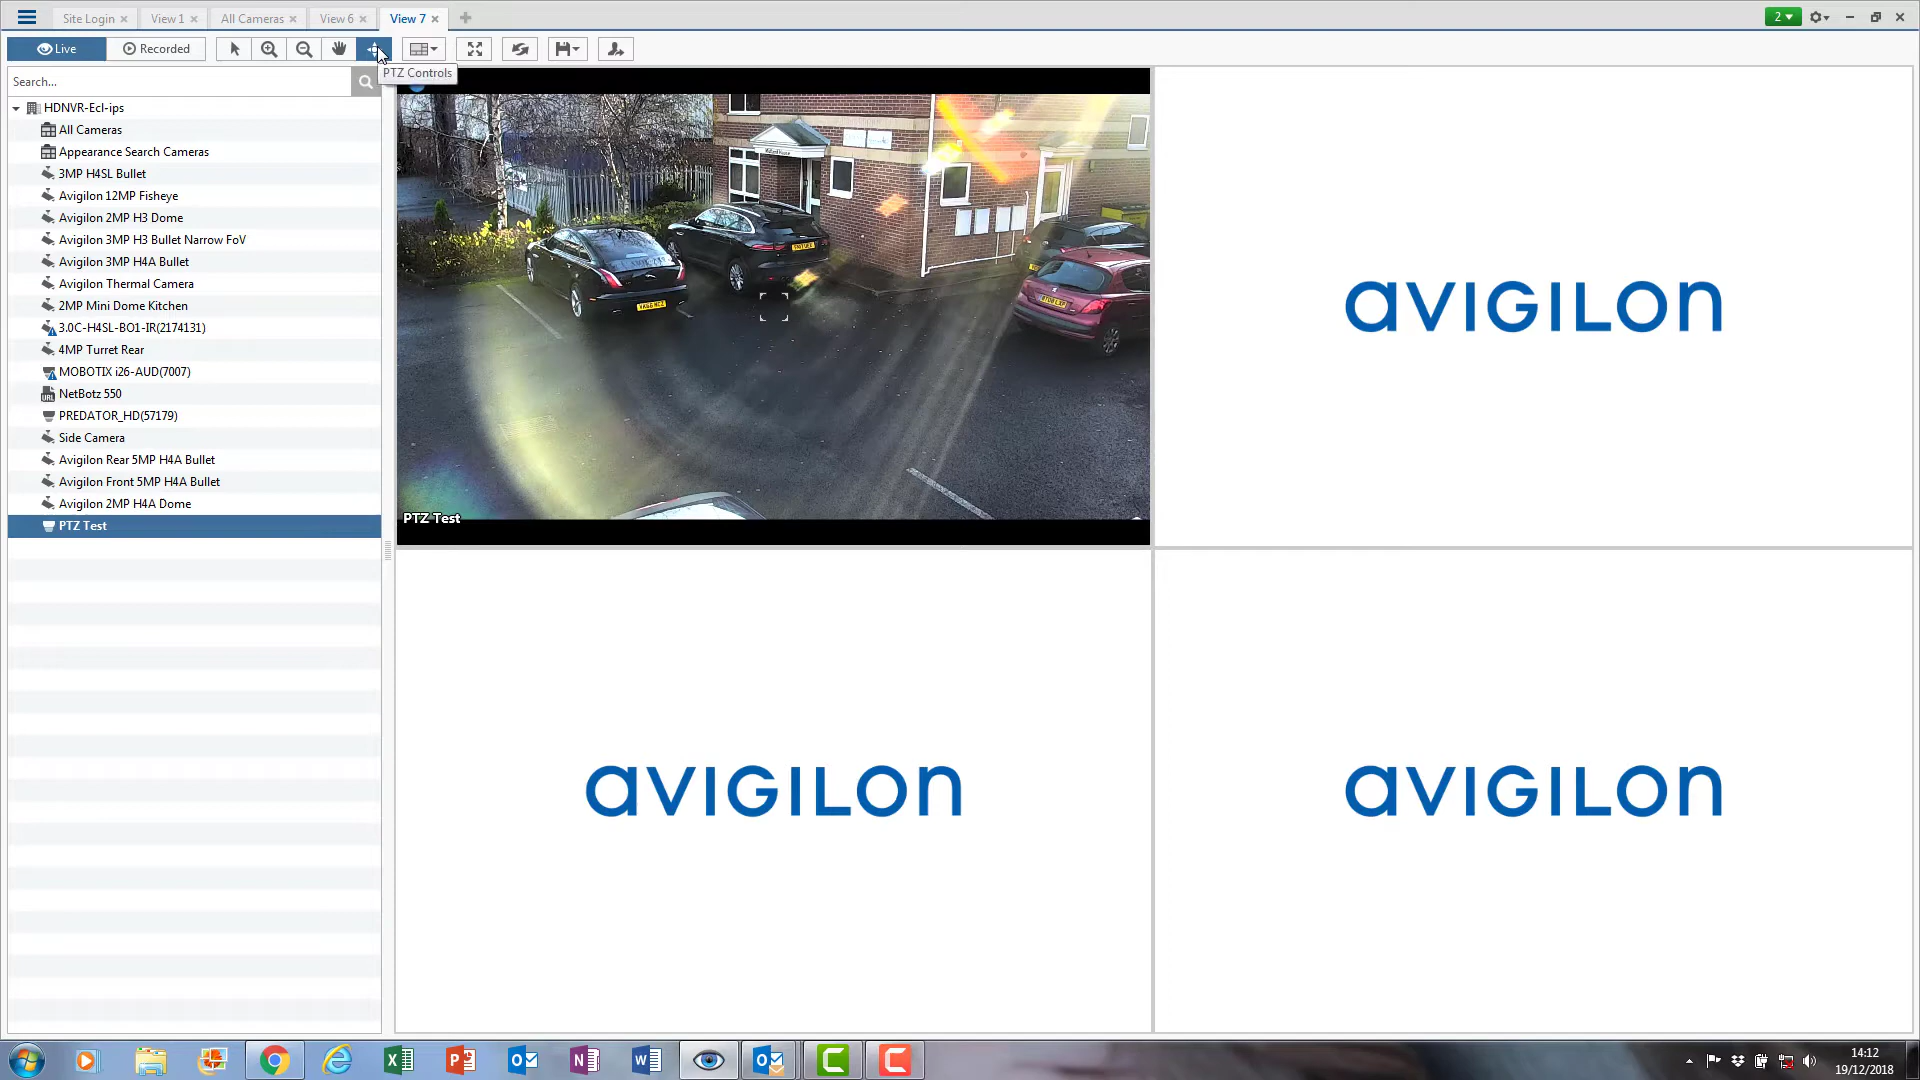 Site Login
View 1
All Cameras
View 6
View 7
2
Live
Recorded
PTZ Controls
Search...
HDNVR-Ecl-ips
All Cameras
Appearance Search Cameras
3MP H4SL Bullet
Avigilon 12MP Fisheye
Avigilon 2MP H3 Dome
Avigilon 3MP H3 Bullet Narrow FoV
Avigilon 3MP H4A Bullet
Avigilon Thermal Camera
2MP Mini Dome Kitchen
3.0C-H4SL-BO1-IR(2174131)
4MP Turret Rear
MOBOTIX i26-AUD(7007)
URL
NetBotz 550
PREDATOR_HD(57179)
Side Camera
Avigilon Rear 5MP H4A Bullet
Avigilon Front 5MP H4A Bullet
Avigilon 2MP H4A Dome
PTZ Test
PTZ Test
avigilon
avigilon
avigilon
14:12
19/12/2018